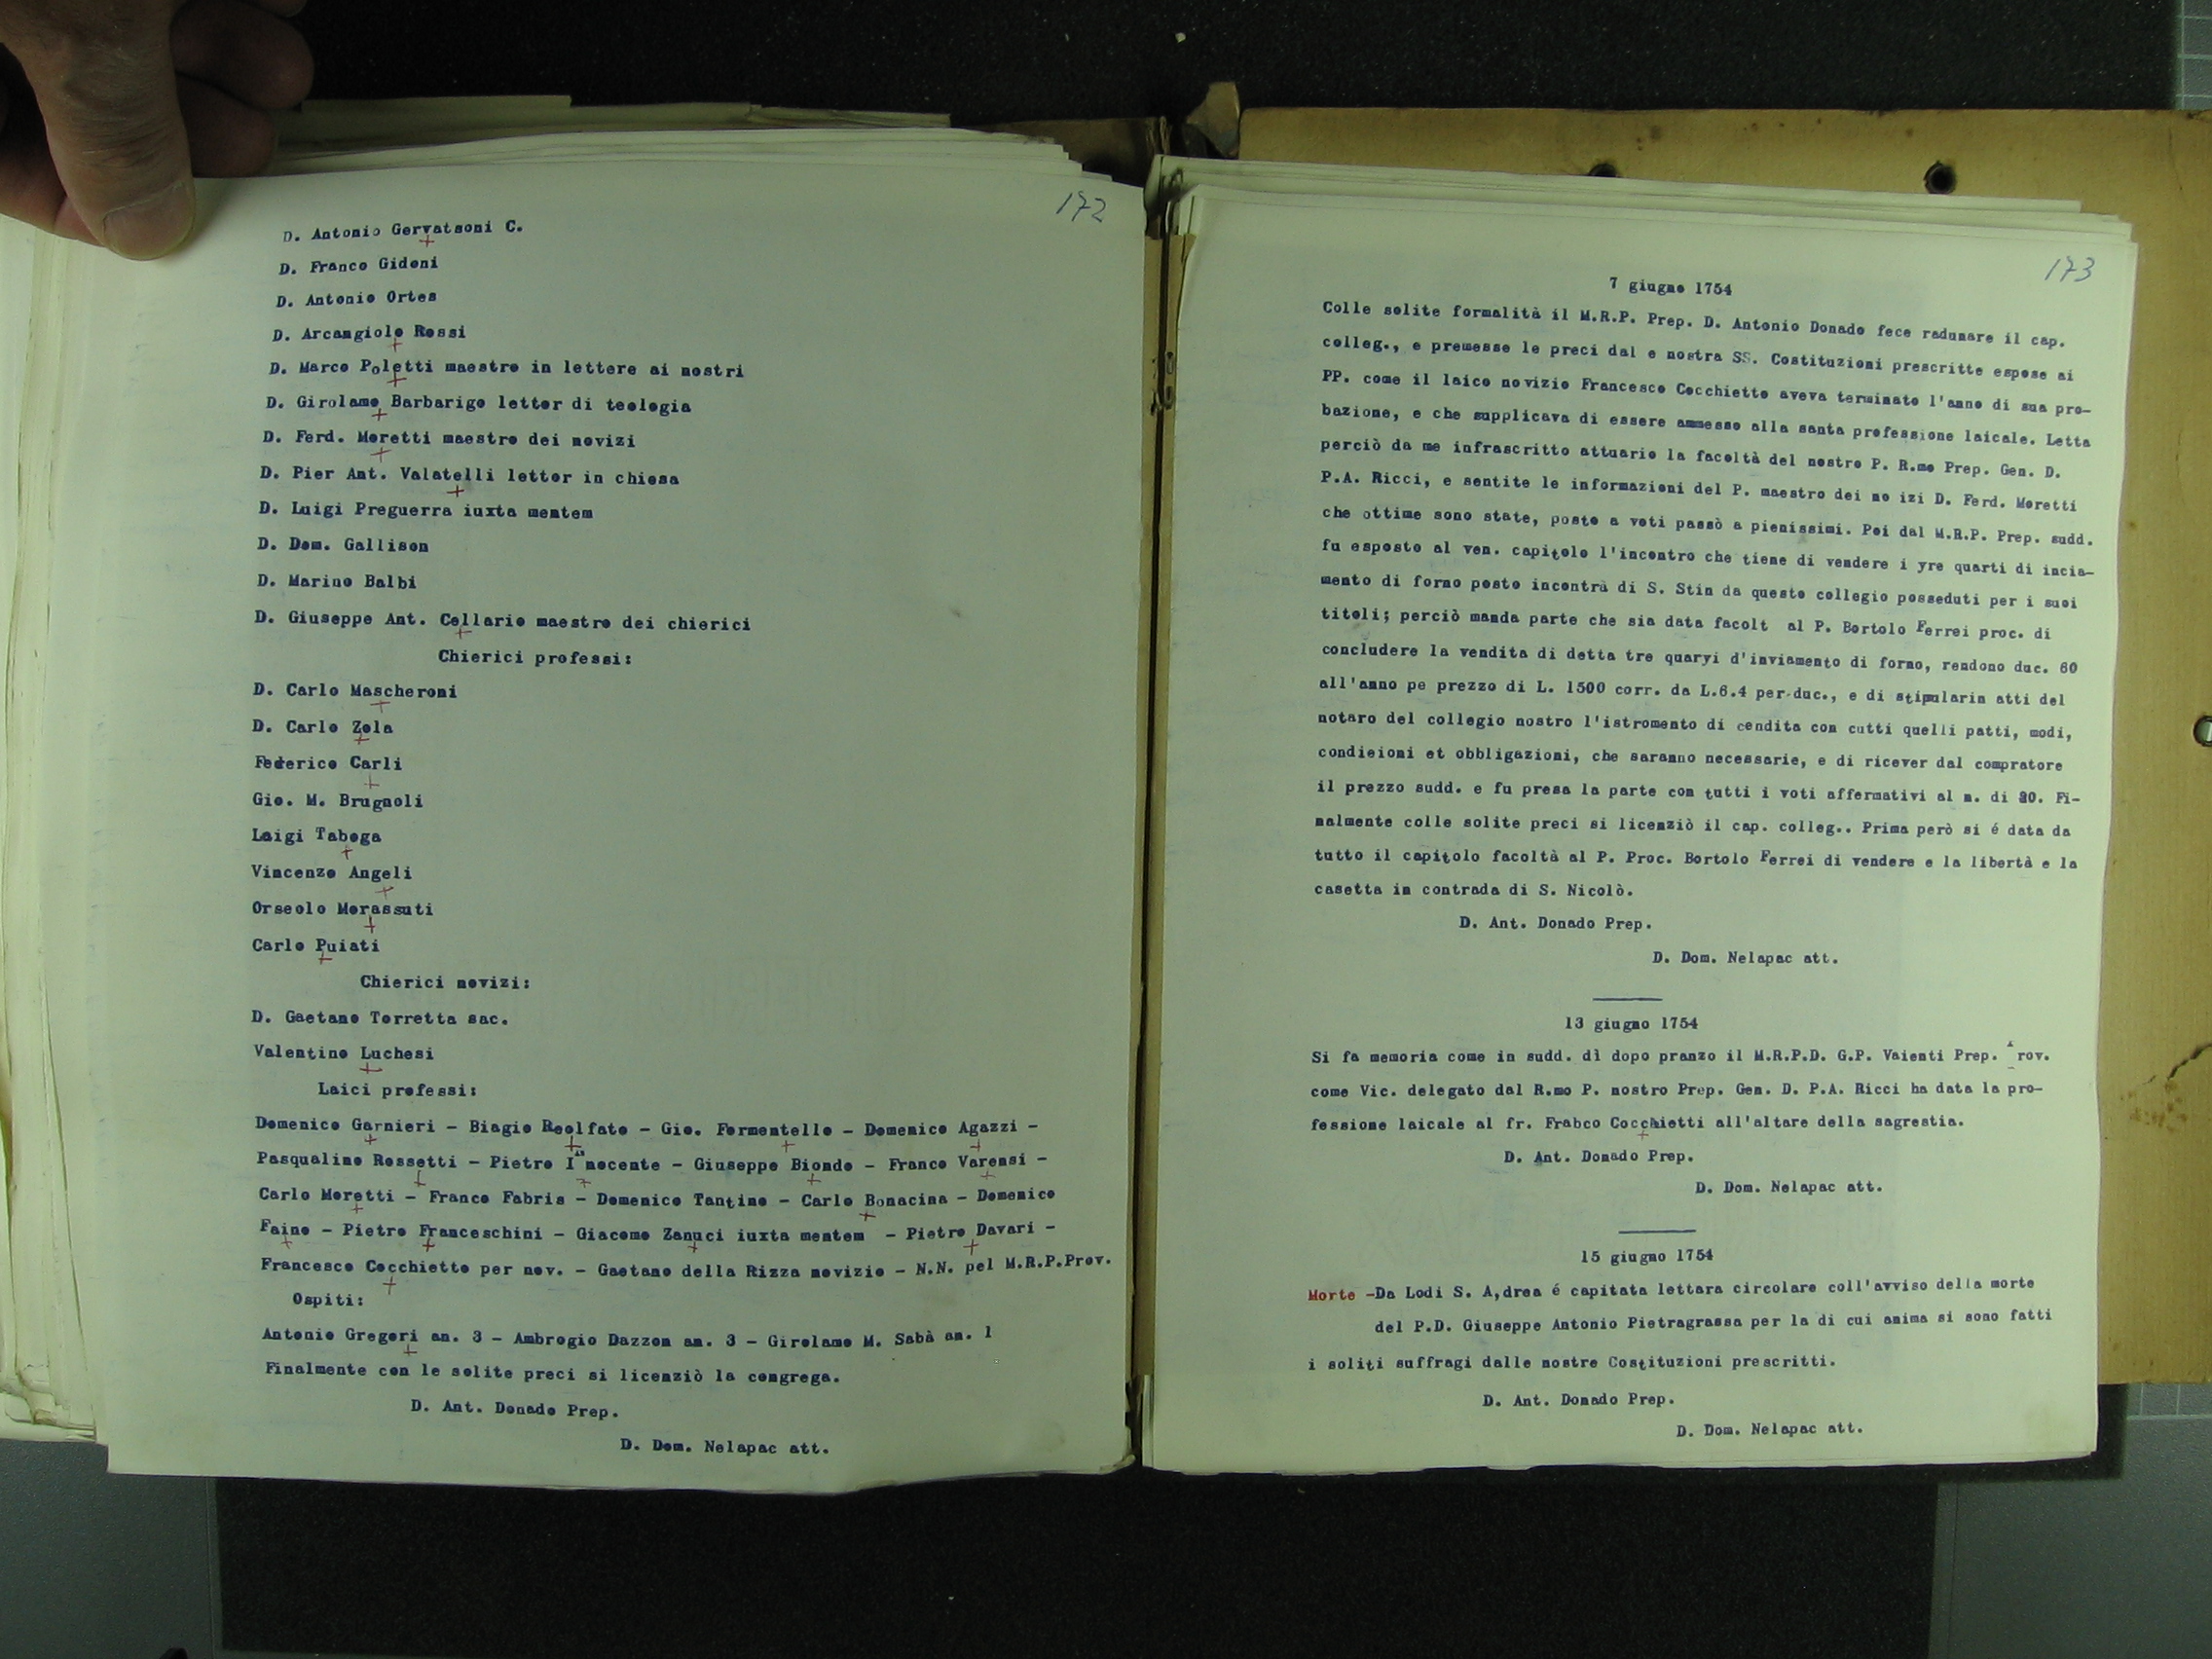 172
D. Antonio Gervatsoni C.
D. Franco Gidoni
D. Antonio Ortes
D. Arcangiolo Rossi
D. Marco Poletti maestro in lettere ai nostri
D. Girolamo Barbarigo lettor di teologia
D. Ferd. Moretti maestro dei novizi
D. Pier Ant. Valatelli lettor in chiesa
D. Luigi Preguerra iuxta mentem
D. Dom. Gallison
D. Marino Balbi
D. Giuseppe Ant. Cellario maestro dei chierici
Chierici professi:
D. Carlo Mascheroni
D. Carlo Zola
Federico Carli
Gio. M. Brugnoli
Luigi Taboga
Vincenzo Angeli
Orseolo Morassuti
Carlo Puiati
Chierici novizi:
D. Gaetano Torretta sac.
Valentino Luchesi
Laici professi:
Domenico Garnieri - Biagio Reolfato - Gio. Formentello - Domenico Agazzi -
Pasqualino Rossetti - Pietro I nocente - Giuseppe Biondo - Franco Varensi -
Carlo Moretti - Franco Fabris - Domenico Tantino - Carlo Bonacina - Domenico
Faino - Pietro Franceschini - Giacomo Zanuci iuxta mentem - Pietro Davari -
Francesco Cocchietto per nov. - Gaetano della Rizza novizio - N.N. pel M.R.P.Prov.
Ospiti:
Antonio Gregori an. 3 - Ambrogio Dazzon an. 3 - Girolamo M. Sabà an. 1
Finalmente con le solite preci si licenziò la congrega.
D. Ant. Donado Prep.
D. Dom. Nelapac att.
173
7 giugno 1754
Colle solite formalità il M.R.P. Prep. D. Antonio Donado fece radunare il cap.
colleg., e premesse le preci dal e nostra SS. Costituzioni prescritte espose ai
PP. come il laico novizio Francesco Cocchietto aveva terminato l'anno di sua pro-
bazione, e che supplicava di essere ammesso alla santa professione laicale. Letta
perciò da me infrascritto attuario la facoltà del nostro P. R.mo Prep. Gen. D.
P.A. Ricci, e sentite le informazioni del P. maestro dei no izi D. Ferd. Moretti
che ottime sono state, posto a voti passò a pienissimi. Poi dal M.R.P. Prep. sudd.
fu esposto al ven. capitolo l'incontro che tiene di vendere i yre quarti di incia-
mento di forno posto incontrà di S. Stin da questo collegio posseduti per i suoi
titoli; perciò manda parte che sia data facolt al P. Bortolo Ferrei proc. di
concludere la vendita di detta tre quaryi d'inviamento di forno, rendono duc. 60
all'anno pe prezzo di L. 1500 corr. da L.6.4 per duc., e di stipularin atti del
notaro del collegio nostro l'istromento di cendita con cutti quelli patti, modi,
condieioni et obbligazioni, che saranno necessarie, e di ricever dal compratore
il prezzo sudd. e fu presa la parte con tutti i voti affermativi al n. di 20. Fi-
nalmente colle solite preci si licenziò il cap. colleg.. Prima però si é data da
tutto il capitolo facoltà al P. Proc. Bortolo Ferrei di vendere e la libertà e la
casetta in contrada di S. Nicolò.
D. Ant. Donado Prep.
D. Dom. Nelapac att.
13 giugno 1754
Si fa memoria come in sudd. dì dopo pranzo il M.R.P.D. G.P. Vaienti Prep. rov.
come Vic. delegato dal R.mo P. nostro Prep. Gen. D. P.A. Ricci ha data la pro-
fessione laicale al fr. Frabco Cocchietti all'altare della sagrestia.
D. Ant. Donado Prep.
D. Dom. Nelapac att.
15 giugno 1754
Morte -Da Lodi S. A,drea é capitata lettara circolare coll'avviso della morte
del P.D. Giuseppe Antonio Pietragrassa per la di cui anima si sono fatti
i soliti suffragi dalle nostre Costituzioni prescritti.
D. Ant. Donado Prep.
D. Dom. Nelapac att.